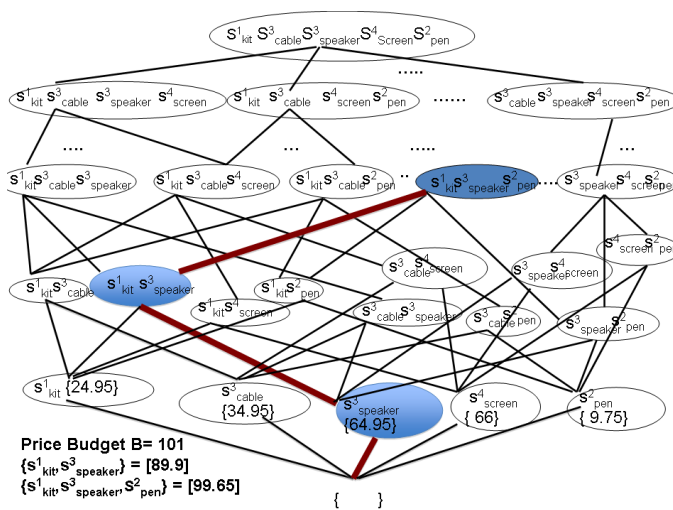 S¹kit S³cable S³speaker S⁴Screen S²pen
.....
s¹kit s³cable s³speaker s⁴screen
s¹kit s³cable s⁴screen s²pen
......
s³cable s³speaker s⁴screen s²pen
....
...
..
s¹kit s³cable s³speaker
s¹kit s³cable s⁴screen
s¹kit s³cable s²pen
..
s¹kit s³speaker s²pen
....
s³speaker s⁴screen s²pen
s⁴screen s²pen
s³cable s⁴screen
s³speaker s⁴screen
s¹kit s³cable
s¹kit s³speaker
s¹kit s²pen
s¹kit s⁴screen
s³cable s³speaker
s³cable s²pen
s³speaker s²pen
s¹kit {24.95}
s³cable
{34.95}
s³speaker
{64.95}
s⁴screen
{ 66}
s²pen
{ 9.75}
Price Budget B= 101
{s¹kit,s³speaker} = [89.9]
{s¹kit,s³speaker,s²pen} = [99.65]
{ }